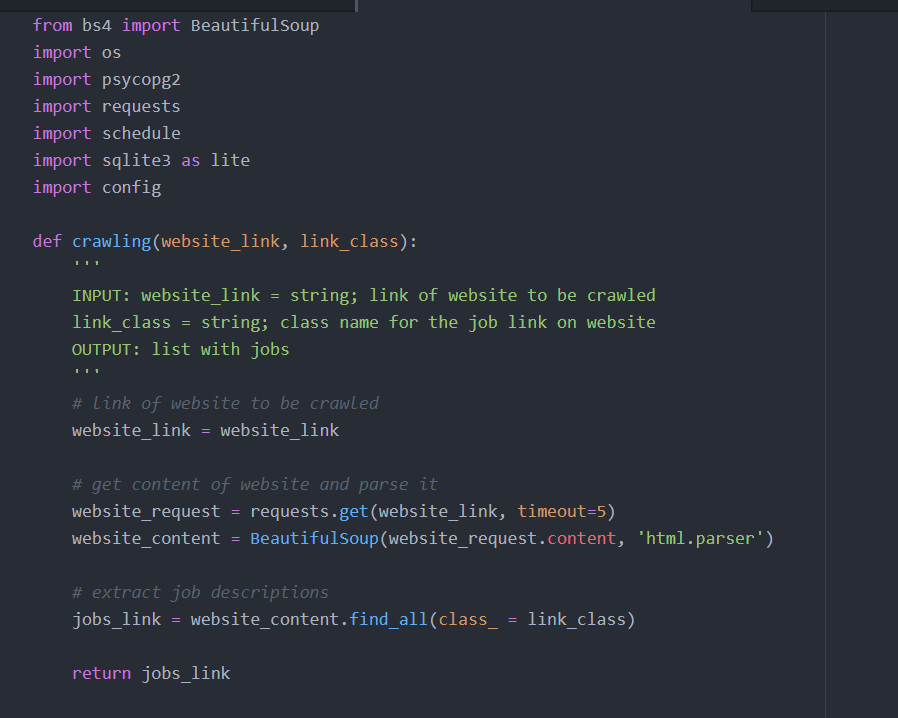 from bs4 import BeautifulSoup
import os
import psycopg2
import requests
import schedule
import sqlite3 as lite
import config

def crawling(website_link, link_class):
    '''
    INPUT: website_link = string; link of website to be crawled
    link_class = string; class name for the job link on website
    OUTPUT: list with jobs
    '''
    # link of website to be crawled
    website_link = website_link

    # get content of website and parse it
    website_request = requests.get(website_link, timeout=5)
    website_content = BeautifulSoup(website_request.content, 'html.parser')

    # extract job descriptions
    jobs_link = website_content.find_all(class_ = link_class)

    return jobs_link